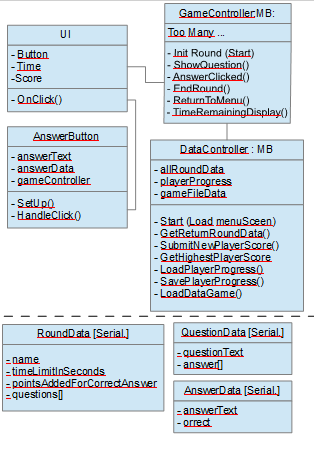 UI
- Button
- Time
-Score
- OnClick()
GameController:MB:
Too Many ...
- Init Round (Start)
- ShowQuestion()
- AnswerClicked()
- EndRound()
- ReturnToMenu()
- TimeRemainingDisplay()
AnswerButton
- answerText
- answerData
- gameController
- SetUp()
- HandleClick()
DataController : MB
- allRoundData
- playerProgress
- gameFileData
-Start (Load menuSceen)
- GetReturnRoundData()
- SubmitNewPlayerScore()
- GetHighestPlayerScore
- LoadPlayerProgress()
- SavePlayerProgress()
- LoadDataGame()
RoundData [Serial.]
- name
- timeLimitInSeconds
- pointsAddedForCorrectAnswer
- questions[]
QuestionData [Serial.]
- questionText
- answer[]
AnswerData [Serial.]
- answerText
- orrect